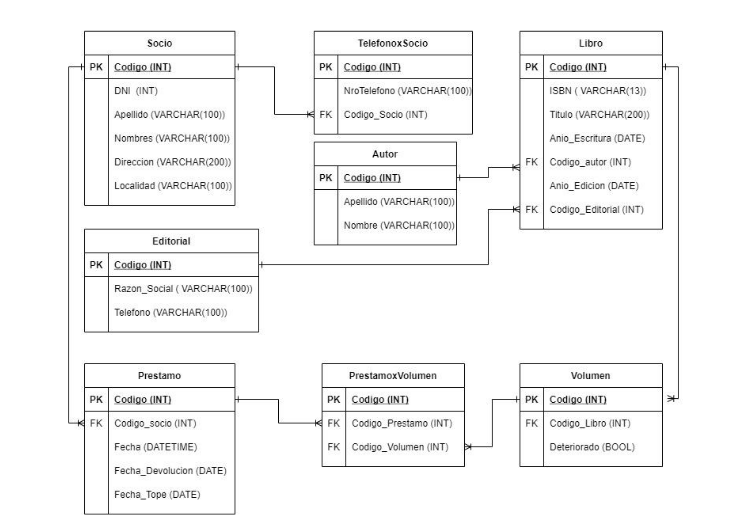 Socio
PK Codigo (INT)
DNI (INT)
Apellido (VARCHAR(100))
Nombres (VARCHAR(100))
Direccion (VARCHAR(200))
Localidad (VARCHAR(100))
TelefonoxSocio
PK Codigo (INT)
NroTelefono (VARCHAR(100))
FK Codigo_Socio (INT)
Libro
PK Codigo (INT)
ISBN ( VARCHAR(13))
Titulo (VARCHAR(200))
Anio_Escritura (DATE)
FK Codigo_autor (INT)
Anio_Edicion (DATE)
FK Codigo_Editorial (INT)
Autor
PK Codigo (INT)
Apellido (VARCHAR(100))
Nombre (VARCHAR(100))
Editorial
PK Codigo (INT)
Razon_Social ( VARCHAR(100))
Telefono (VARCHAR(100))
Prestamo
PK Codigo (INT)
FK Codigo_socio (INT)
Fecha (DATETIME)
Fecha_Devolucion (DATE)
Fecha_Tope (DATE)
PrestamoxVolumen
PK Codigo (INT)
FK Codigo_Prestamo (INT)
FK Codigo_Volumen (INT)
Volumen
PK Codigo (INT)
FK Codigo_Libro (INT)
Deteriorado (BOOL)